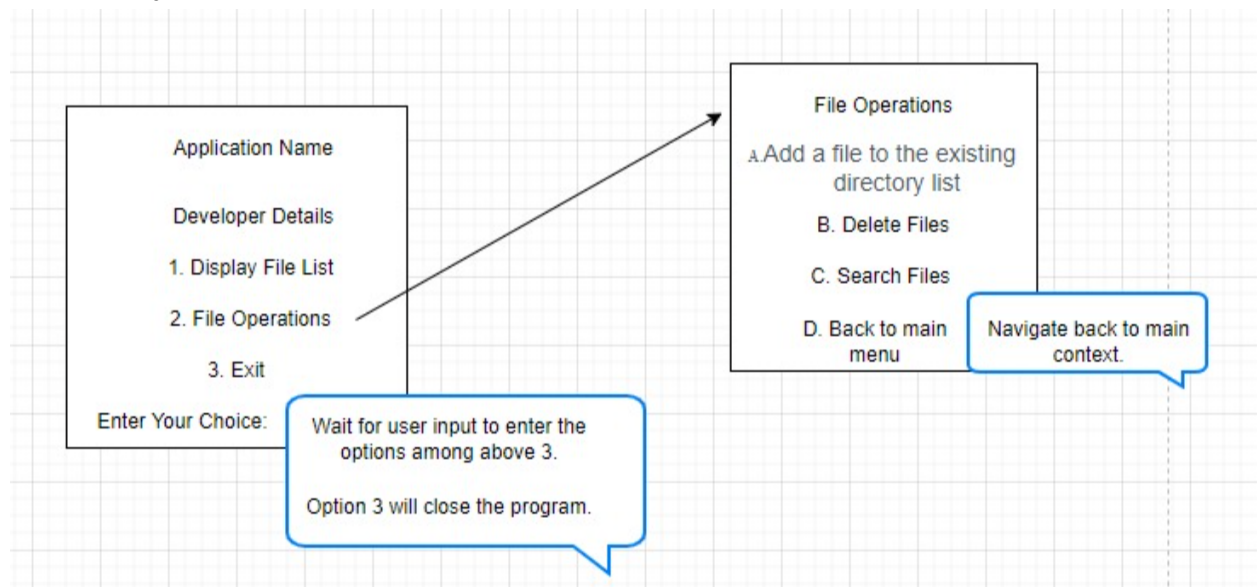 Application Name
Developer Details
1. Display File List
2. File Operations
3. Exit
Enter Your Choice:
Wait for user input to enter the
options among above 3.
Option 3 will close the program.
File Operations
A.Add a file to the existing
directory list
B. Delete Files
C. Search Files
D. Back to main
menu
Navigate back to main
context.